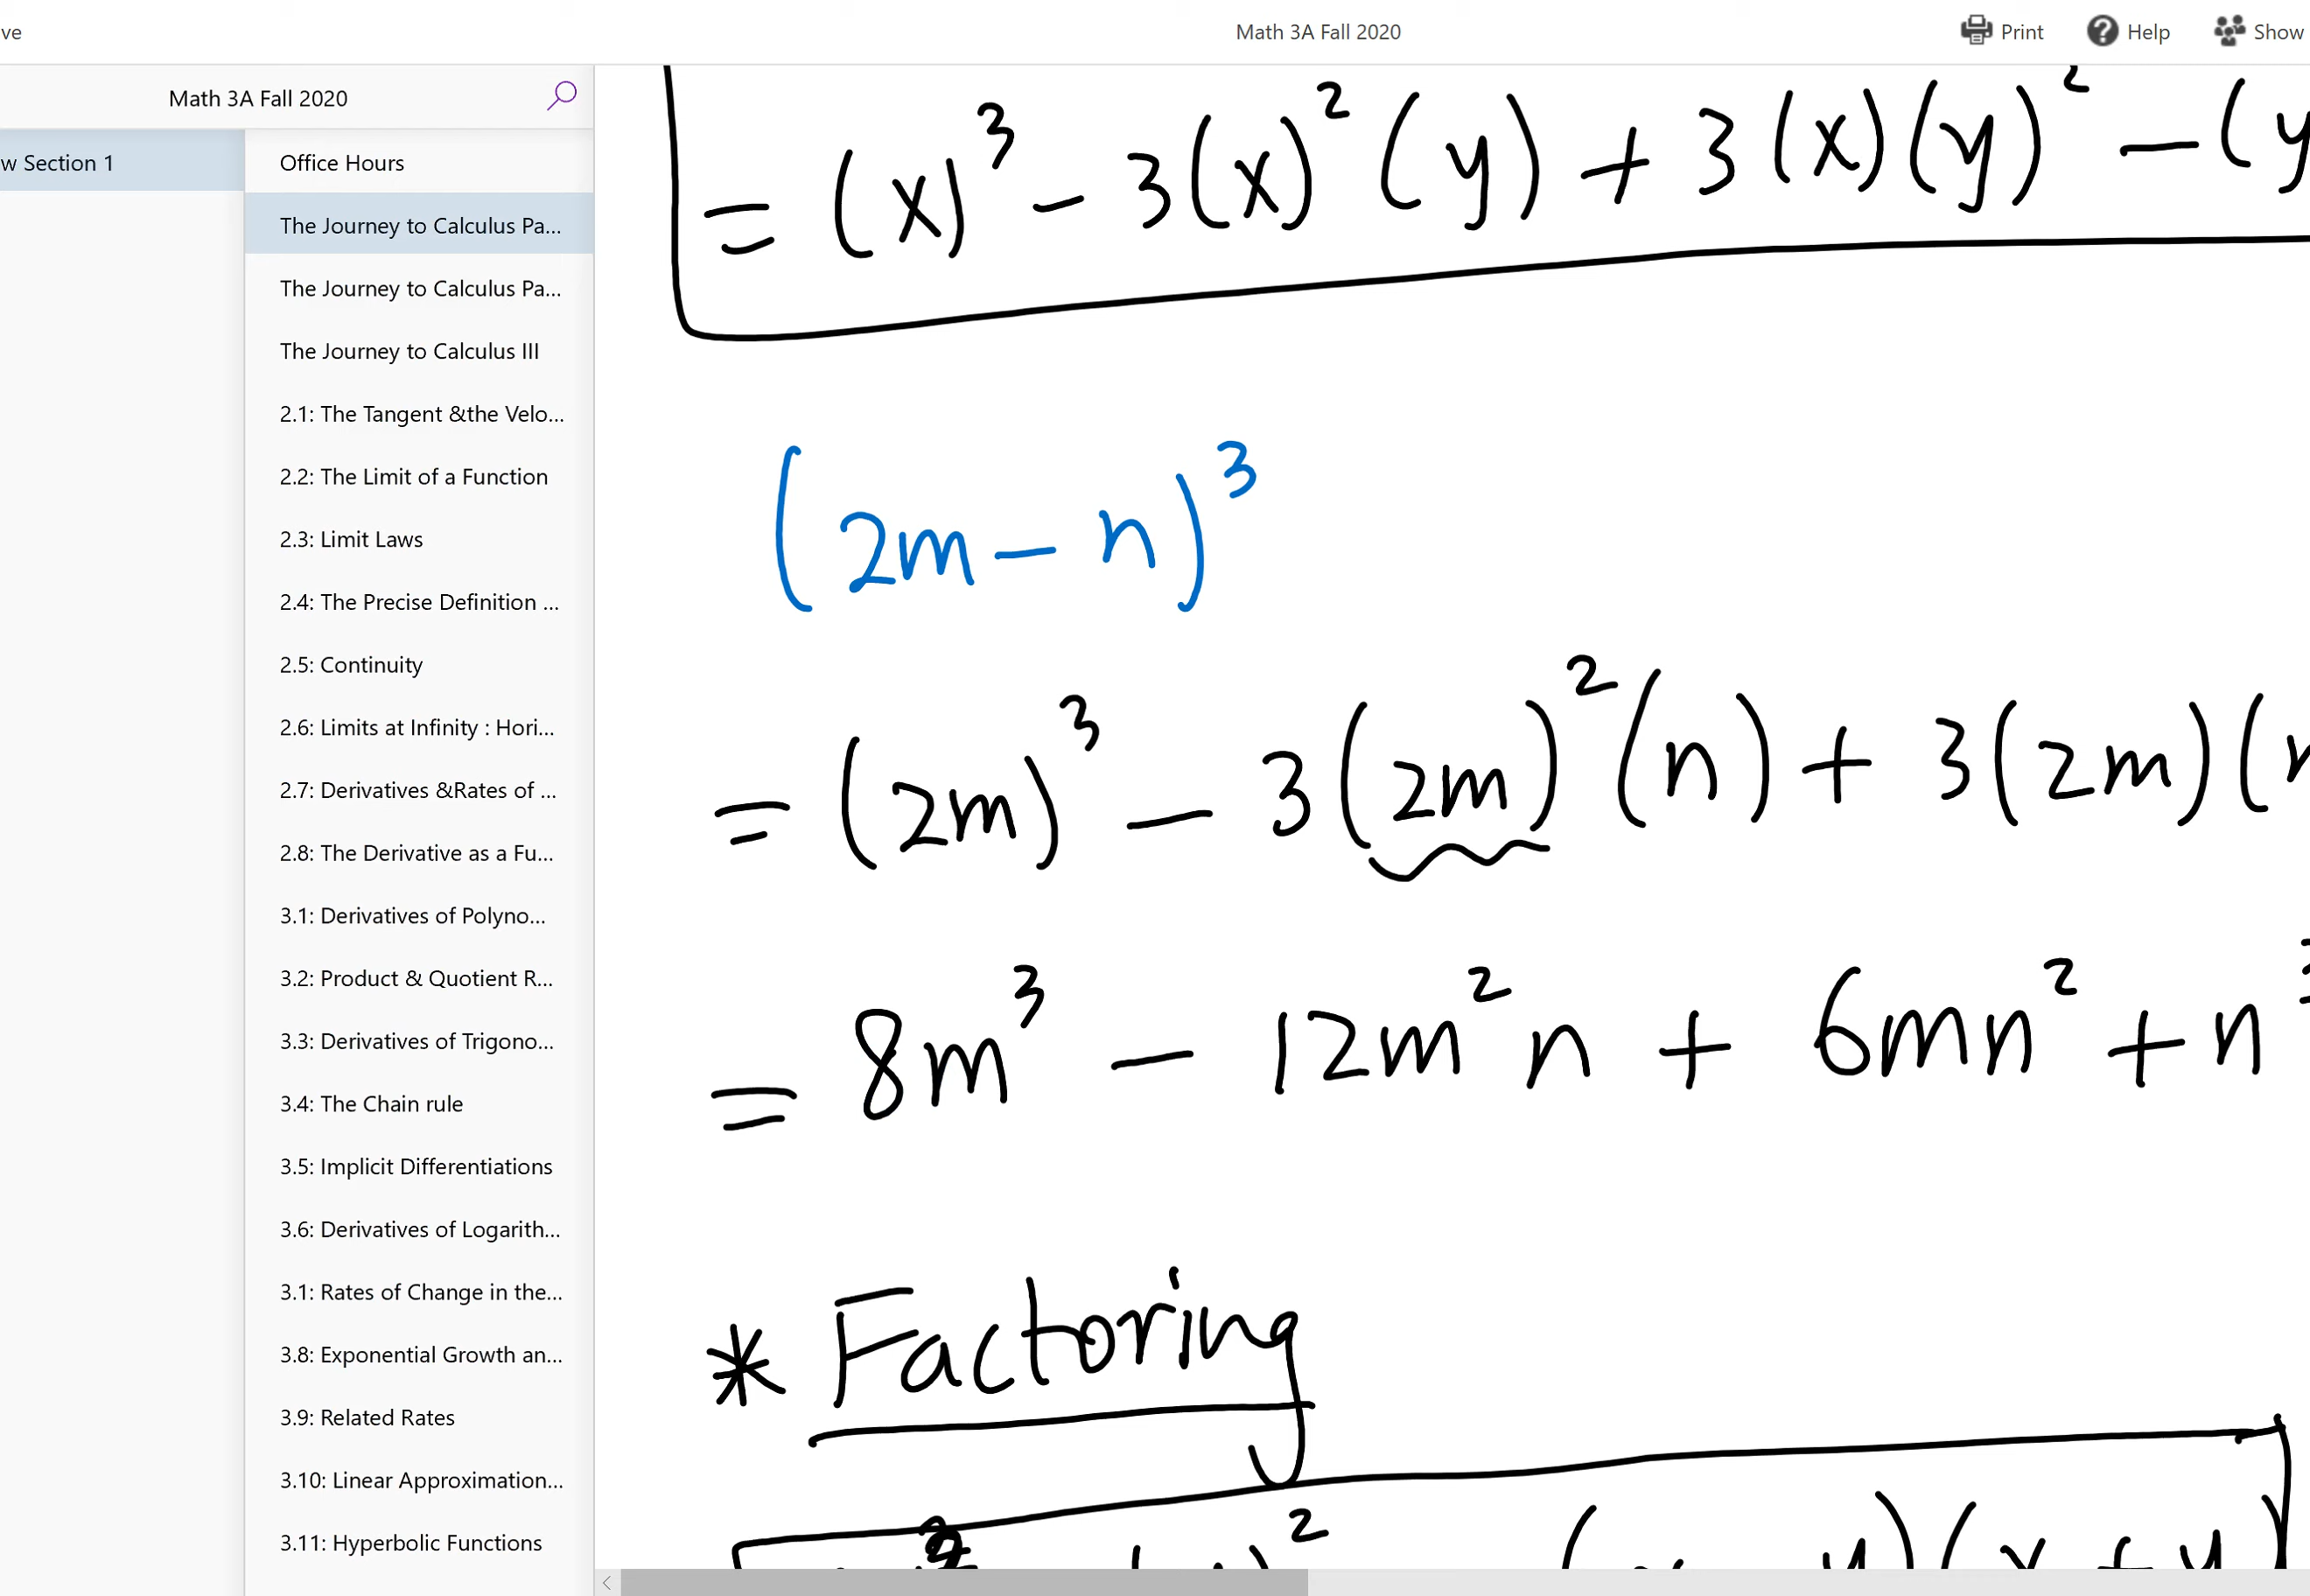 ve
Math 3A Fall 2020
Print
Help
Show
Math 3A Fall 2020
w Section 1
Office Hours
The Journey to Calculus Pa...
The Journey to Calculus Pa...
The Journey to Calculus III
2.1: The Tangent &the Velo...
2.2: The Limit of a Function
2.3: Limit Laws
2.4: The Precise Definition ...
2.5: Continuity
2.6: Limits at Infinity : Hori...
2.7: Derivatives &Rates of ...
2.8: The Derivative as a Fu...
3.1: Derivatives of Polyno...
3.2: Product & Quotient R...
3.3: Derivatives of Trigono...
3.4: The Chain rule
3.5: Implicit Differentiations
3.6: Derivatives of Logarith...
3.1: Rates of Change in the...
3.8: Exponential Growth an...
3.9: Related Rates
3.10: Linear Approximation...
3.11: Hyperbolic Functions
= (x)³ - 3(x)²(y) + 3(x)(y)² - (y
(2m - n)³
= (2m)³ - 3(2m)²(n) + 3(2m)(
= 8m³ - 12m²n + 6mn² + n
* Factoring